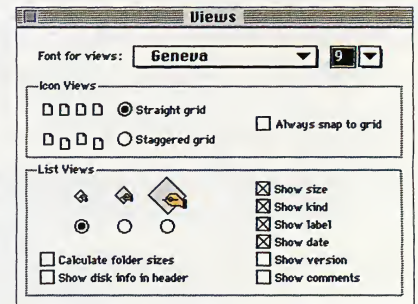 Views
Font for views: Geneva 9
Icon Views
Straight grid
Always snap to grid
Staggered grid
List Views
Show size
Show kind
Show label
Show date
Calculate folder sizes
Show version
Show disk info in header
Show comments